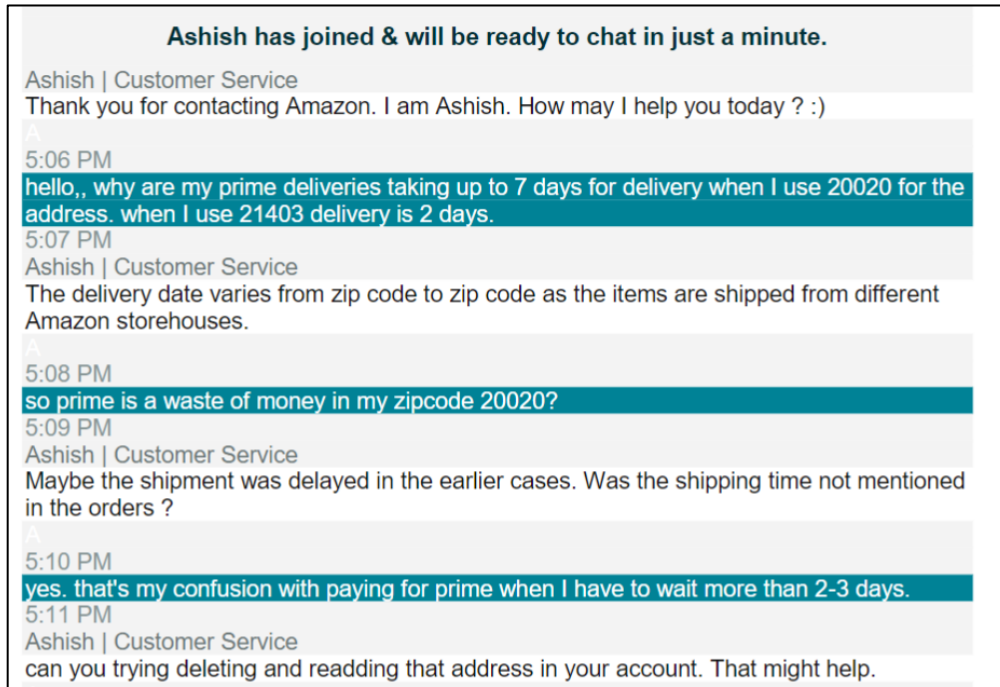 Ashish has joined & will be ready to chat in just a minute.
Ashish | Customer Service
Thank you for contacting Amazon. I am Ashish. How may I help you today ? :)
A
5:06 PM
hello,, why are my prime deliveries taking up to 7 days for delivery when I use 20020 for the
address. when I use 21403 delivery is 2 days.
5:07 PM
Ashish | Customer Service
The delivery date varies from zip code to zip code as the items are shipped from different
Amazon storehouses.
A
5:08 PM
so prime is a waste of money in my zipcode 20020?
5:09 PM
Ashish | Customer Service
Maybe the shipment was delayed in the earlier cases. Was the shipping time not mentioned
in the orders ?
A
5:10 PM
yes. that's my confusion with paying for prime when I have to wait more than 2-3 days.
5:11 PM
Ashish | Customer Service
can you trying deleting and readding that address in your account. That might help.